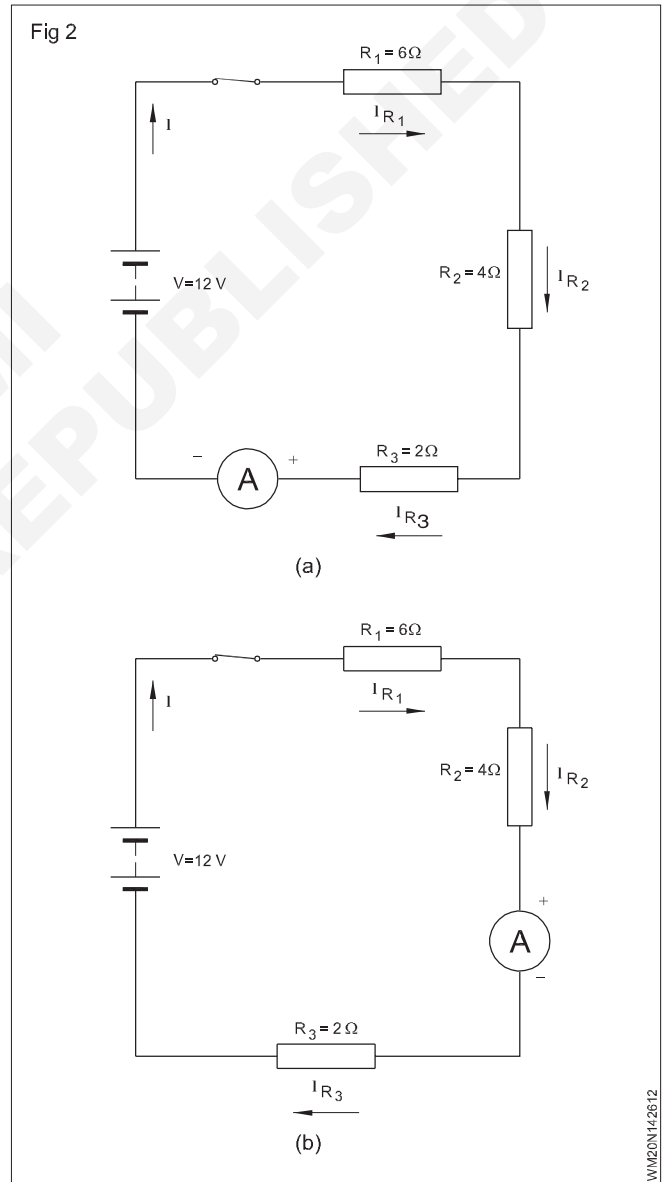 Fig 2
R1 = 6Ω
I
IR1
R2 = 4Ω
IR2
V=12 V
R3 = 2Ω
-
A
+
IR3
(a)
R1 = 6Ω
I
IR1
R2 = 4Ω
IR2
V=12 V
+
A
-
R3 = 2 Ω
IR3
(b)
WM20N142612